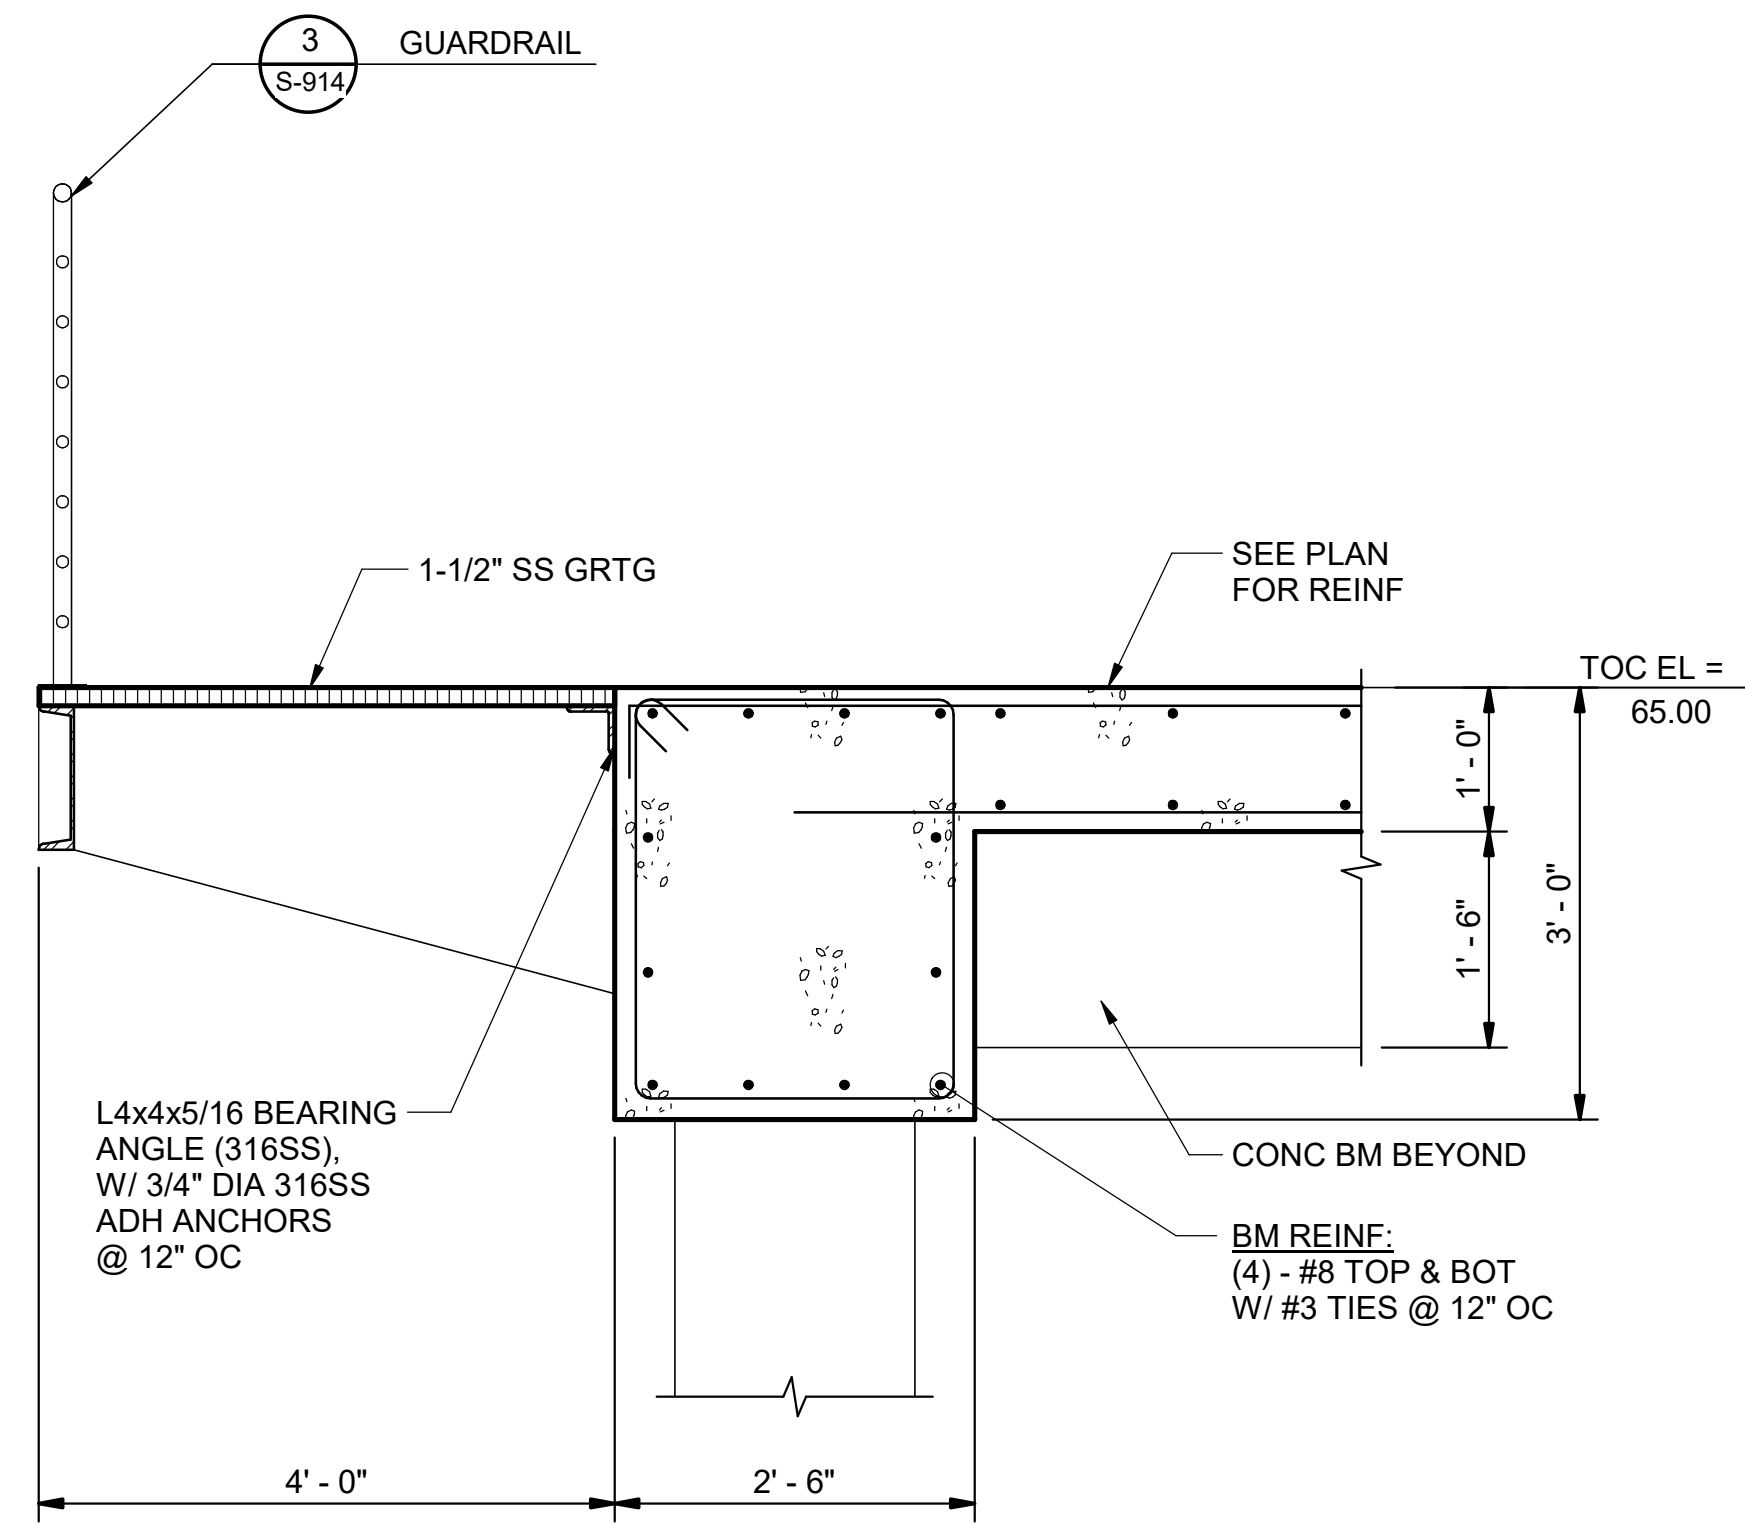 3
S-914
GUARDRAIL
1-1/2" SS GRTG
SEE PLAN
FOR REINF
TOC EL =
65.00
1' - 0"
1' - 6"
3' - 0"
L4x4x5/16 BEARING
ANGLE (316SS),
W/ 3/4" DIA 316SS
ADH ANCHORS
@ 12" OC
CONC BM BEYOND
BM REINF:
(4) - #8 TOP & BOT
W/ #3 TIES @ 12" OC
4' - 0"
2' - 6"